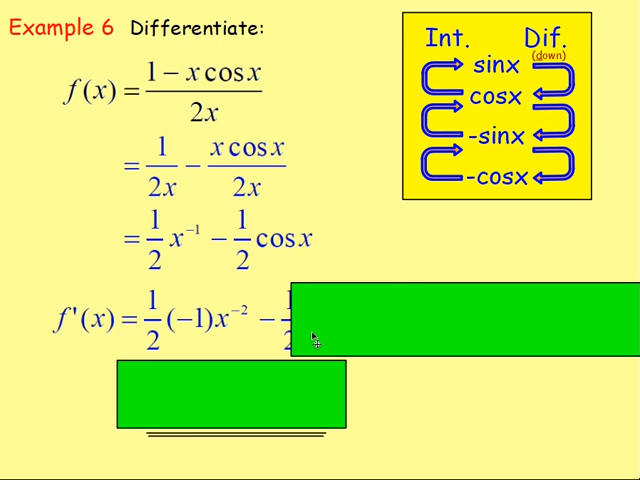 Example 6 Differentiate:
f(x) = (1 − x cos x)/(2x)
= 1/(2x) − (x cos x)/(2x)
= 1/2 x⁻¹ − 1/2 cos x
f'(x) = 1/2 (−1)x⁻² −
Int. Dif.
(down)
sinx
cosx
-sinx
-cosx